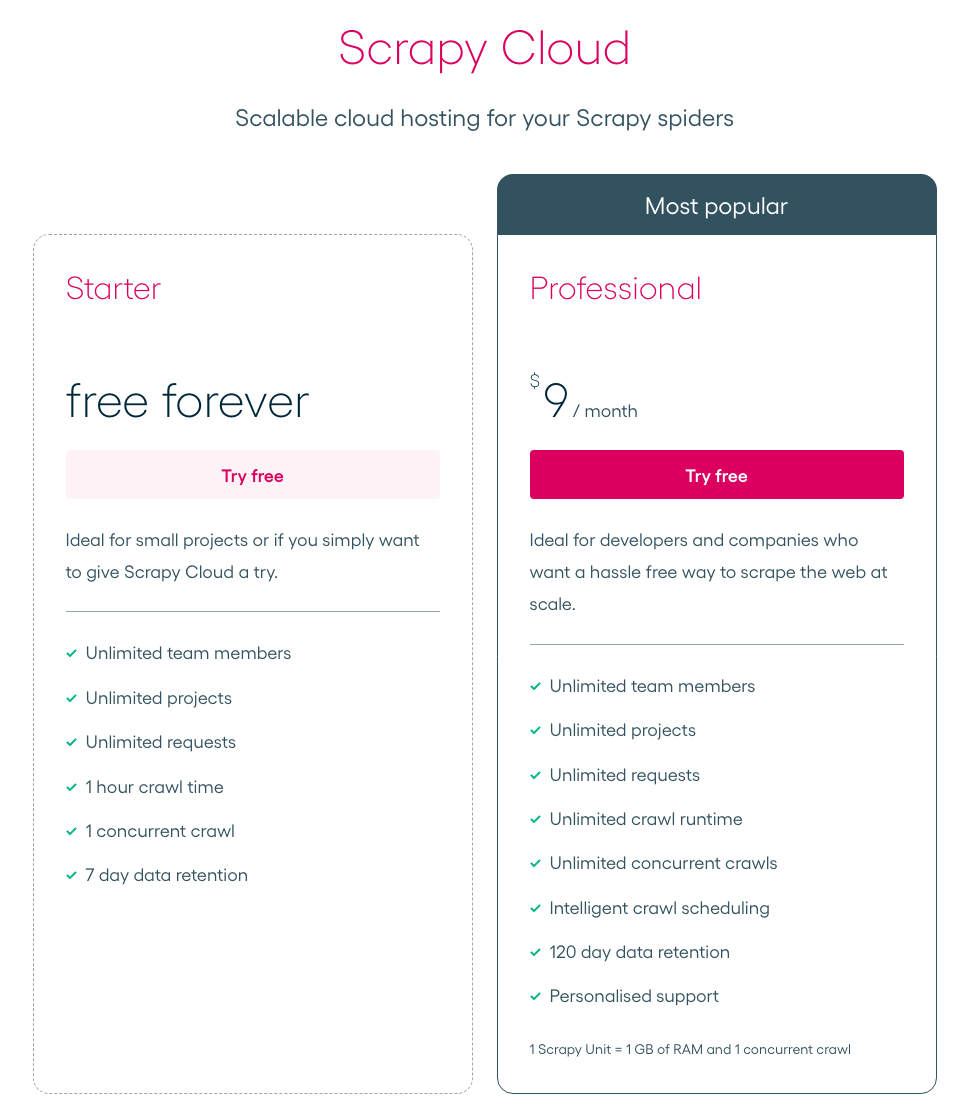 Scrapy Cloud
Scalable cloud hosting for your Scrapy spiders
Starter
free forever
Try free
Ideal for small projects or if you simply want
to give Scrapy Cloud a try.
Unlimited team members
Unlimited projects
Unlimited requests
1 hour crawl time
1 concurrent crawl
7 day data retention
Most popular
Professional
$9 / month
Try free
Ideal for developers and companies who
want a hassle free way to scrape the web at
scale.
Unlimited team members
Unlimited projects
Unlimited requests
Unlimited crawl runtime
Unlimited concurrent crawls
Intelligent crawl scheduling
120 day data retention
Personalised support
1 Scrapy Unit = 1 GB of RAM and 1 concurrent crawl